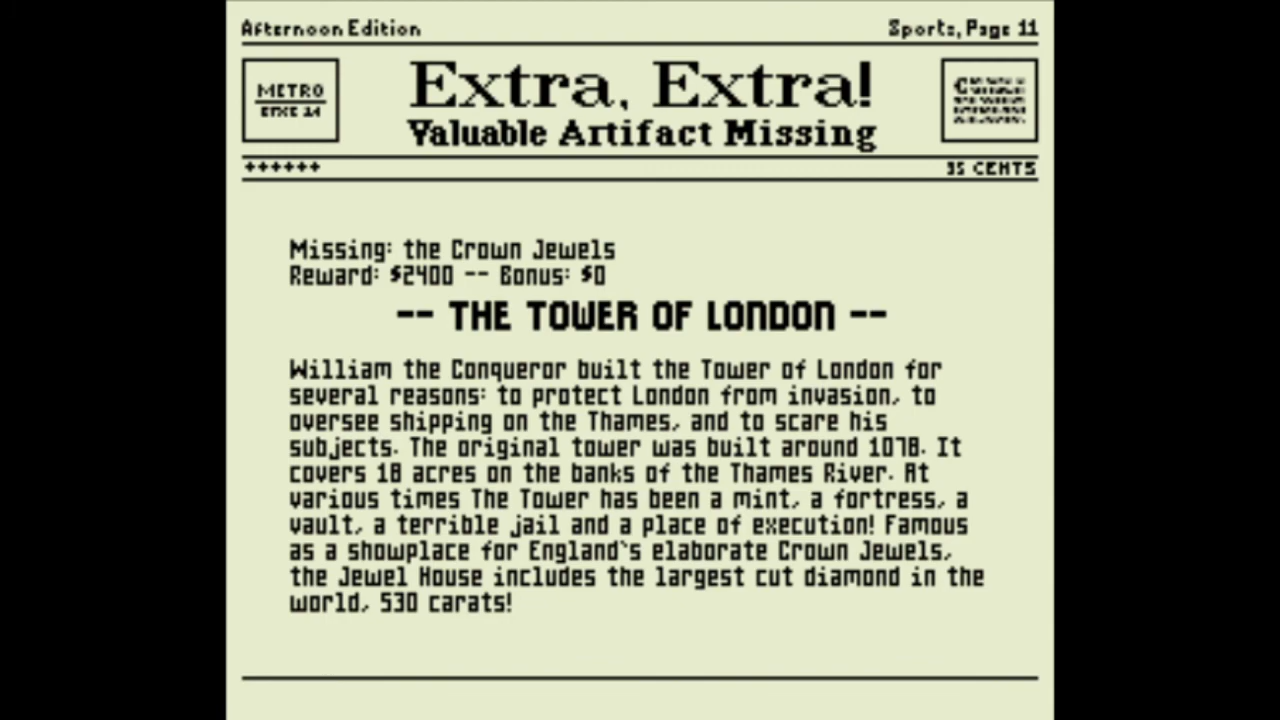 Afternoon Edition
Sports, Page 11
METRO
Extra, Extra!
Valuable Artifact Missing
++++++
35 CENTS
Missing: the Crown Jewels
Reward: $2400 -- Bonus: $0
-- THE TOWER OF LONDON --
William the Conqueror built the Tower of London for
several reasons: to protect London from invasion, to
oversee shipping on the Thames, and to scare his
subjects. The original tower was built around 1078. It
covers 18 acres on the banks of the Thames River. At
various times The Tower has been a mint, a fortress, a
vault, a terrible jail and a place of execution! Famous
as a showplace for England`s elaborate Crown Jewels,
the Jewel House includes the largest cut diamond in the
world, 530 carats!